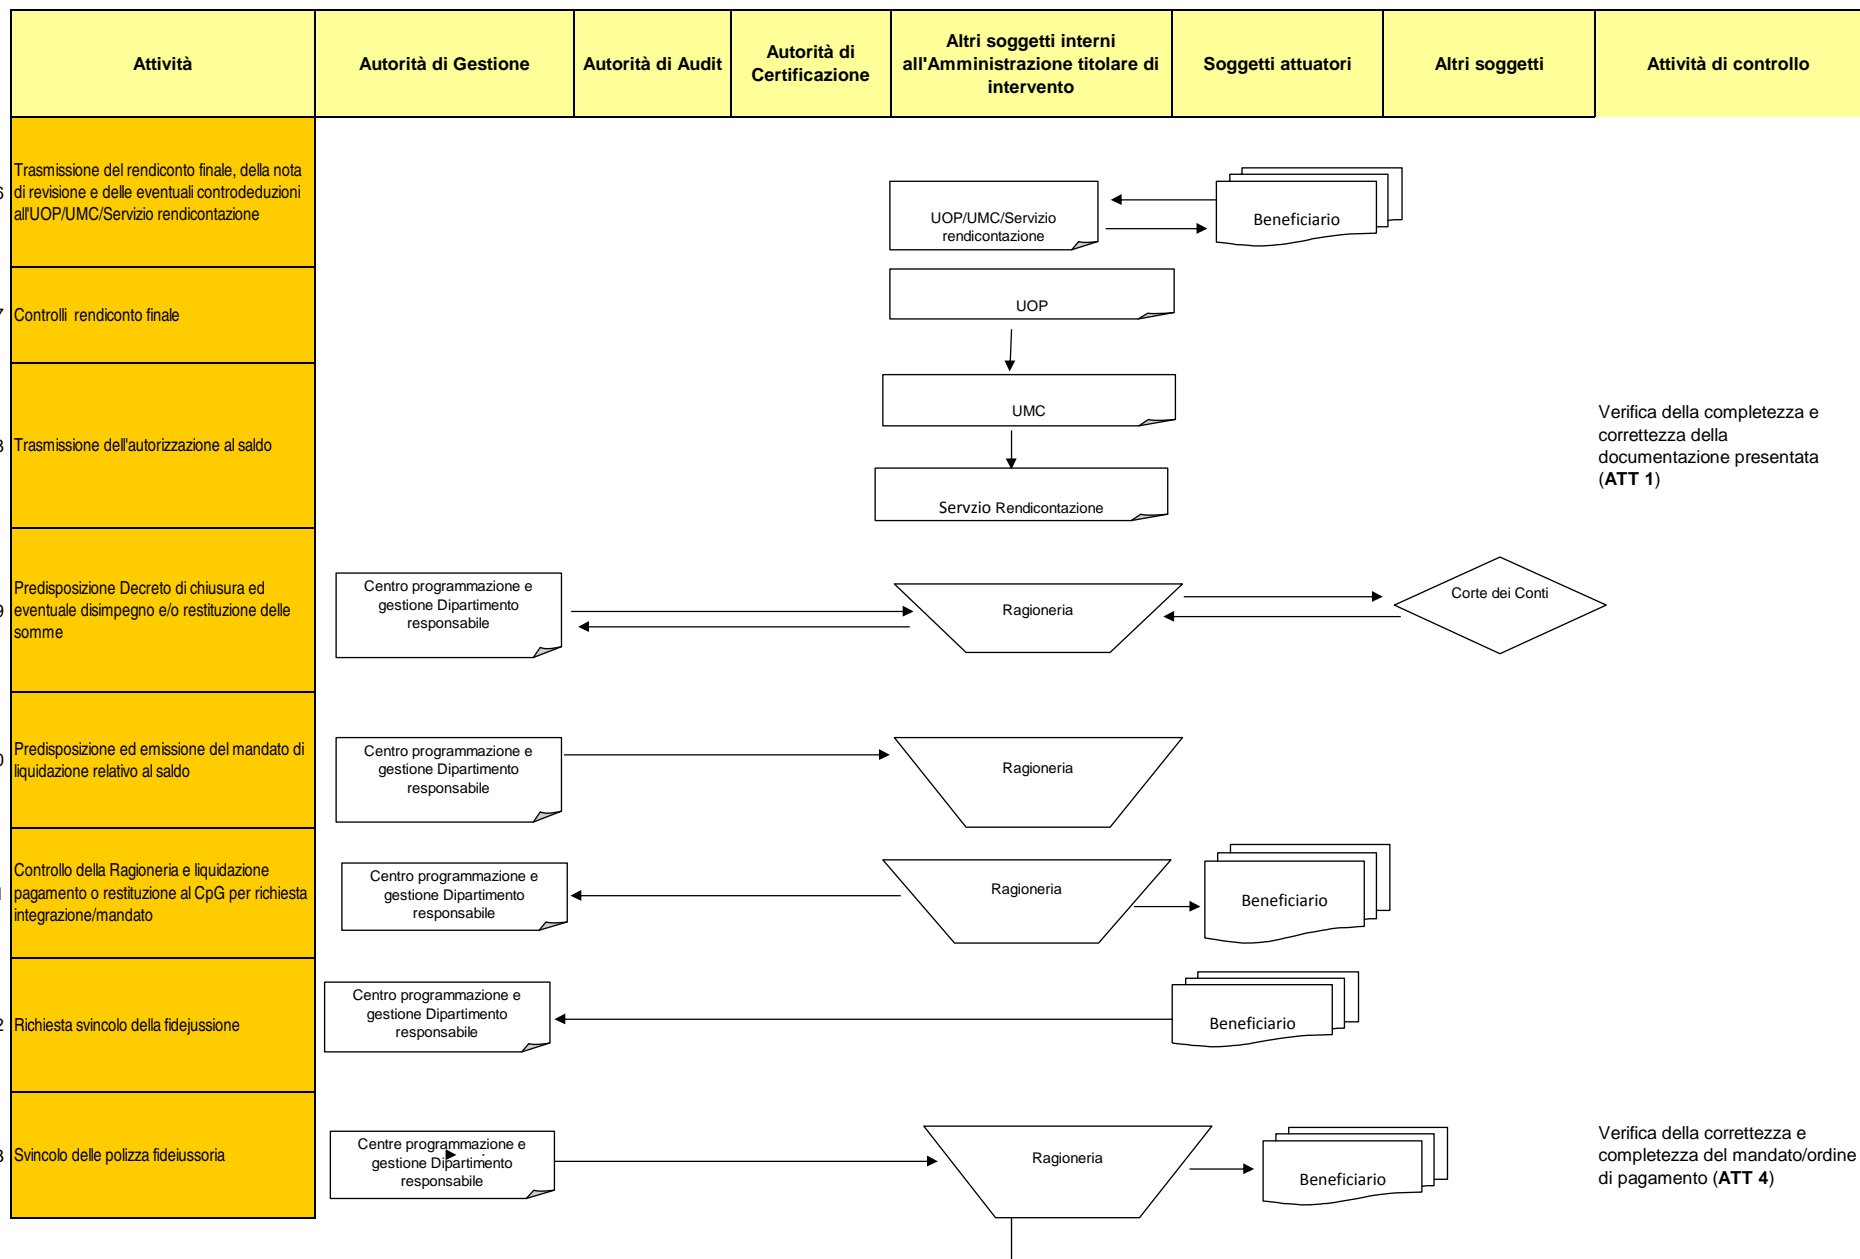 Attività
Autorità di Gestione
Autorità di Audit
Autorità di
Certificazione
Altri soggetti interni
all'Amministrazione titolare di
intervento
Soggetti attuatori
Altri soggetti
Attività di controllo
6
Trasmissione del rendiconto finale, della nota
di revisione e delle eventuali controdeduzioni
all'UOP/UMC/Servizio rendicontazione
UOP/UMC/Servizio
rendicontazione
Beneficiario
7
Controlli rendiconto finale
UOP
UMC
3
Trasmissione dell'autorizzazione al saldo
Servzio Rendicontazione
Verifica della completezza e
correttezza della
documentazione presentata
(ATT 1)
9
Predisposizione Decreto di chiusura ed
eventuale disimpegno e/o restituzione delle
somme
Centro programmazione e
gestione Dipartimento
responsabile
Ragioneria
Corte dei Conti
0
Predisposizione ed emissione del mandato di
liquidazione relativo al saldo
Centro programmazione e
gestione Dipartimento
responsabile
Ragioneria
1
Controllo della Ragioneria e liquidazione
pagamento o restituzione al CpG per richiesta
integrazione/mandato
Centro programmazione e
gestione Dipartimento
responsabile
Ragioneria
Beneficiario
2
Richiesta svincolo della fidejussione
Centro programmazione e
gestione Dipartimento
responsabile
Beneficiario
3
Svincolo delle polizza fideiussoria
Centre programmazione e
gestione Dipartimento
responsabile
Ragioneria
Beneficiario
Verifica della correttezza e
completezza del mandato/ordine
di pagamento (ATT 4)